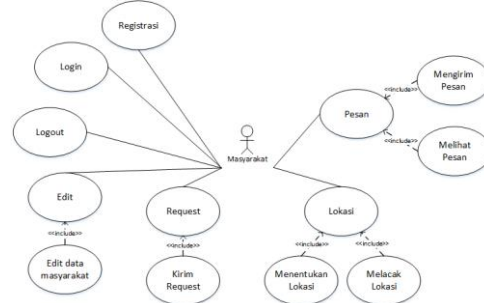 Registrasi
Login
Logout
Masyarakat
Pesan
<<include>>
Mengirim
Pesan
<<include>>
Melihat
Pesan
Edit
<<include>>
Edit data
masyarakat
Request
<<include>>
Kirim
Request
Lokasi
<<include>>
<<include>>
Menentukan
Lokasi
Melacak
Lokasi